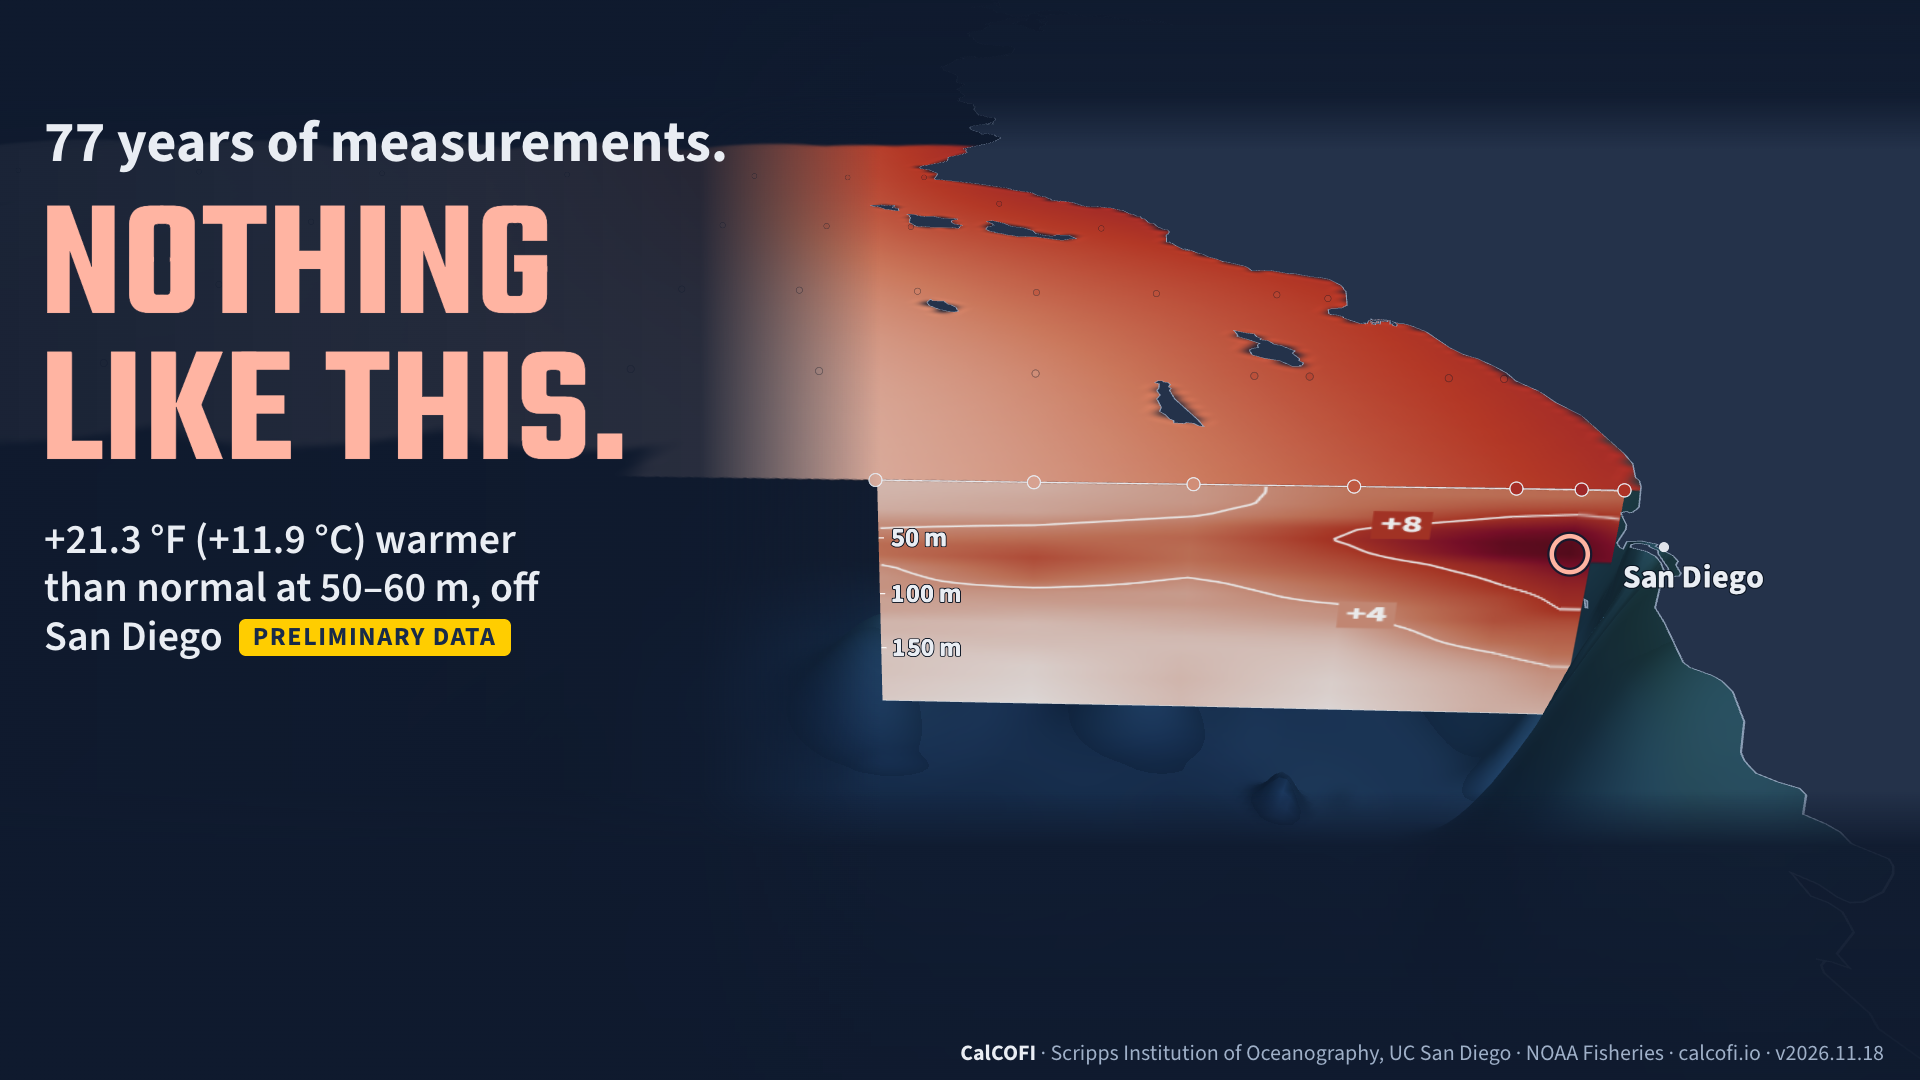 77 years of measurements.
NOTHING
LIKE THIS.
+21.3 °F (+11.9 °C) warmer
than normal at 50–60 m, off
San Diego PRELIMINARY DATA
+8
50 m
San Diego
100 m
+4
150 m
CalCOFI · Scripps Institution of Oceanography, UC San Diego · NOAA Fisheries · calcofi.io · v2026.11.18